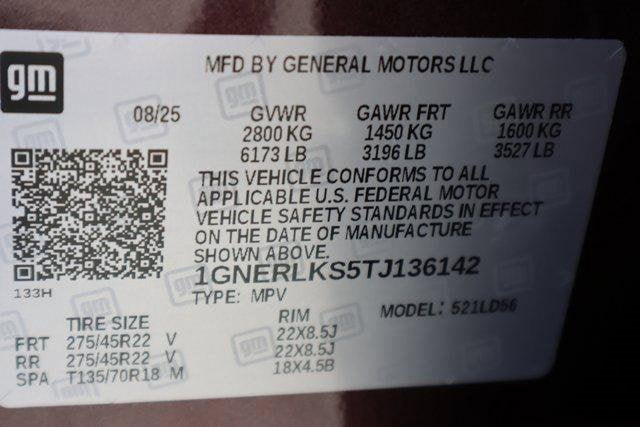 gm
MFD BY GENERAL MOTORS LLC
08/25 GVWR GAWR FRT GAWR RR
2800 KG 1450 KG 1600 KG
6173 LB 3196 LB 3527 LB
THIS VEHICLE CONFORMS TO ALL
APPLICABLE U.S. FEDERAL MOTOR
VEHICLE SAFETY STANDARDS IN EFFECT
ON THE DATE OF MANUFACTURE
SHOWN ABOVE.
133H
1GNERLKS5TJ136142
TYPE: MPV MODEL: 521LD56
TIRE SIZE RIM
FRT 275/45R22 V 22X8.5J
RR 275/45R22 V 22X8.5J
SPA T135/70R18 M 18X4.5B